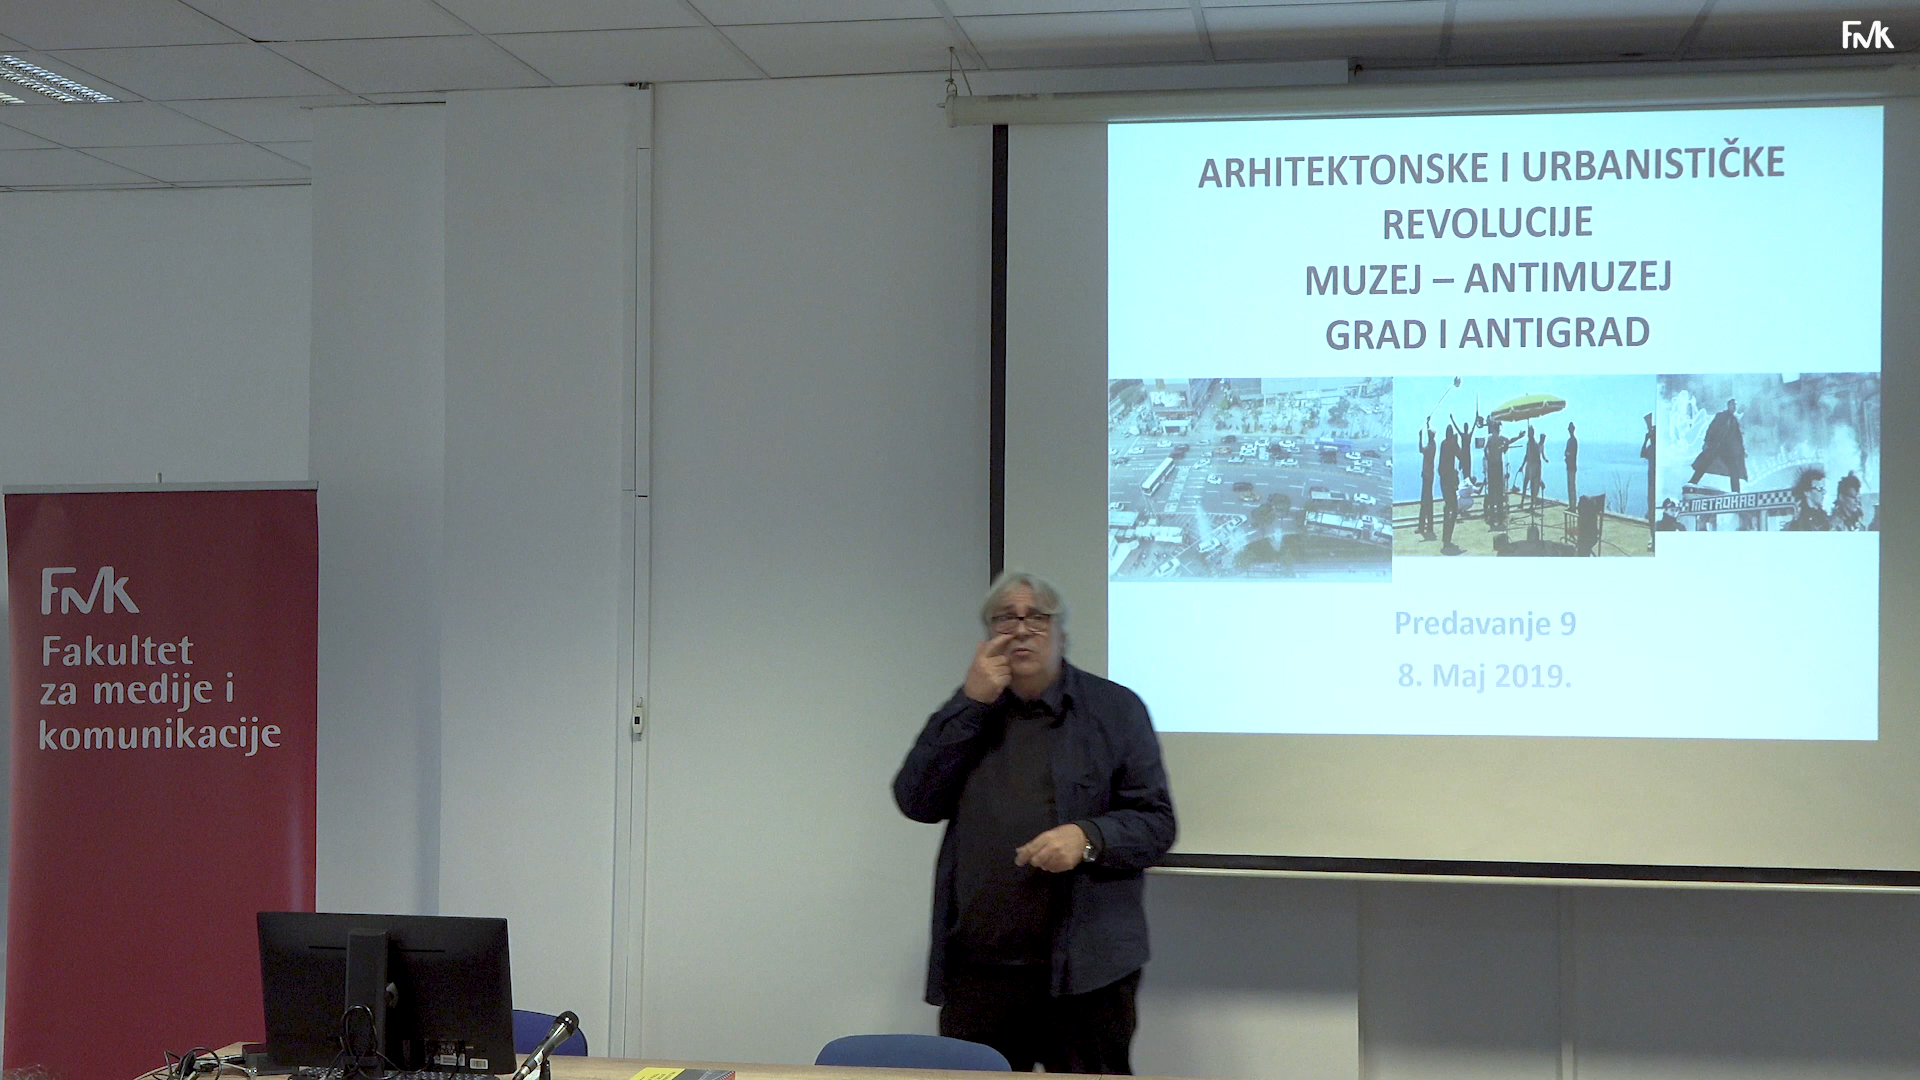 FMK
ARHITEKTONSKE I URBANISTIČKE
REVOLUCIJE
MUZEJ – ANTIMUZEJ
GRAD I ANTIGRAD
METROKAB
Predavanje 9
8. Maj 2019.
FMK
Fakultet
za medije i
komunikacije